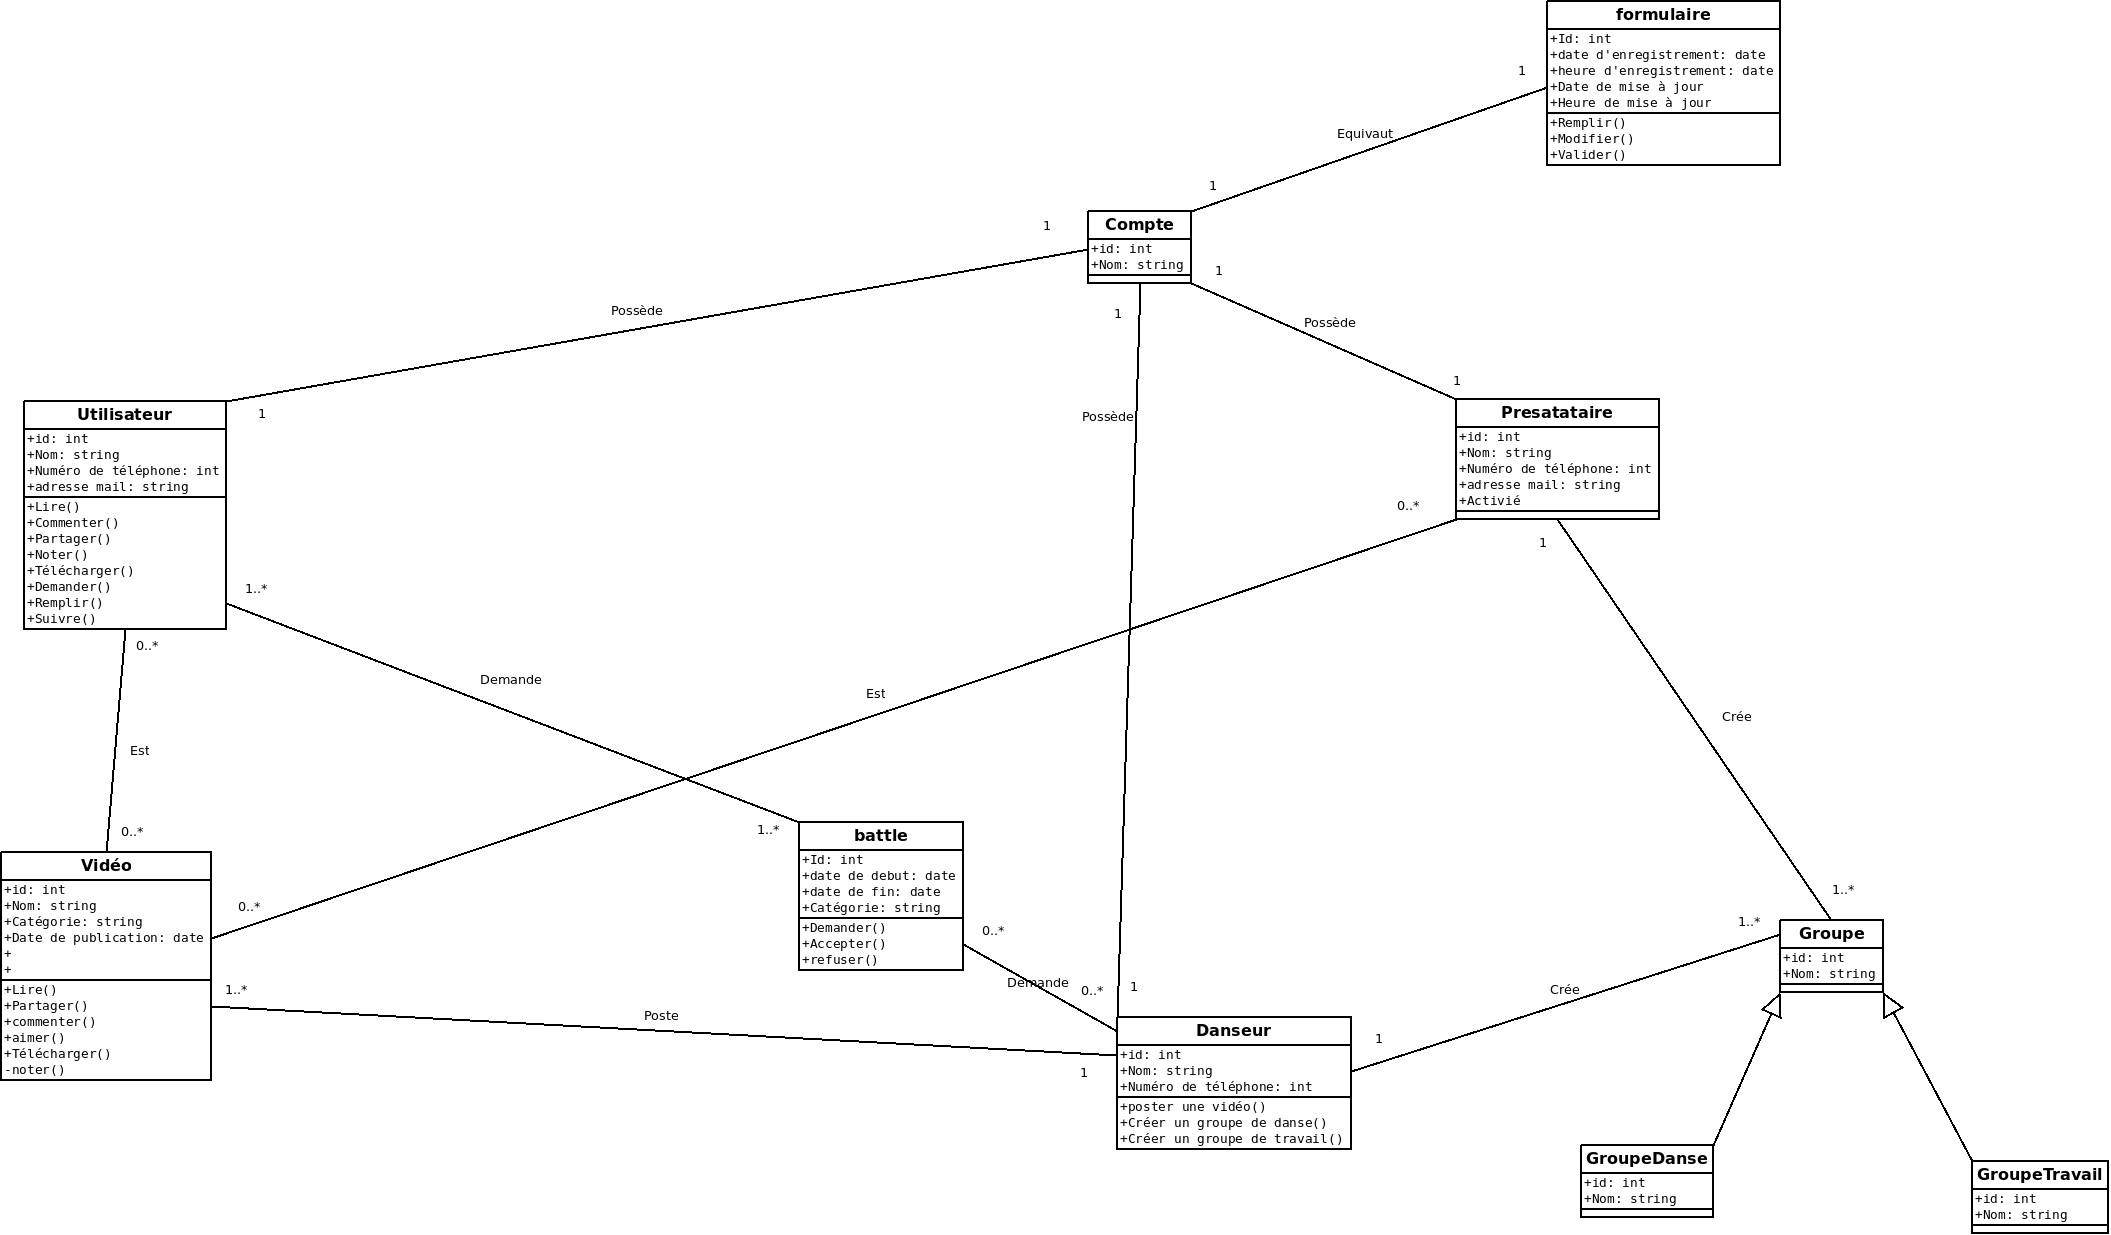 formulaire
+Id: int
+date d'enregistrement: date
+heure d'enregistrement: date
+Date de mise à jour
+Heure de mise à jour
+Remplir()
+Modifier()
+Valider()
1
Equivaut
1
Compte
+id: int
+Nom: string
1
Possède
1
1
Possède
1
1
Possède
1
Utilisateur
+id: int
+Nom: string
+Numéro de téléphone: int
+adresse mail: string
+Lire()
+Commenter()
+Partager()
+Noter()
+Télécharger()
+Demander()
+Remplir()
+Suivre()
Presatataire
+id: int
+Nom: string
+Numéro de téléphone: int
+adresse mail: string
+Activié
0..*
Est
0..*
1..*
Demande
1..*
0..*
Est
0..*
1
Crée
1..*
Vidéo
+id: int
+Nom: string
+Catégorie: string
+Date de publication: date
+
+
+Lire()
+Partager()
+commenter()
+aimer()
+Télécharger()
-noter()
battle
+Id: int
+date de debut: date
+date de fin: date
+Catégorie: string
+Demander()
+Accepter()
+refuser()
0..*
Demande
0..*
1..*
Poste
1
Danseur
+id: int
+Nom: string
+Numéro de téléphone: int
+poster une vidéo()
+Créer un groupe de danse()
+Créer un groupe de travail()
1
Crée
1..*
Groupe
+id: int
+Nom: string
GroupeDanse
+id: int
+Nom: string
GroupeTravail
+id: int
+Nom: string